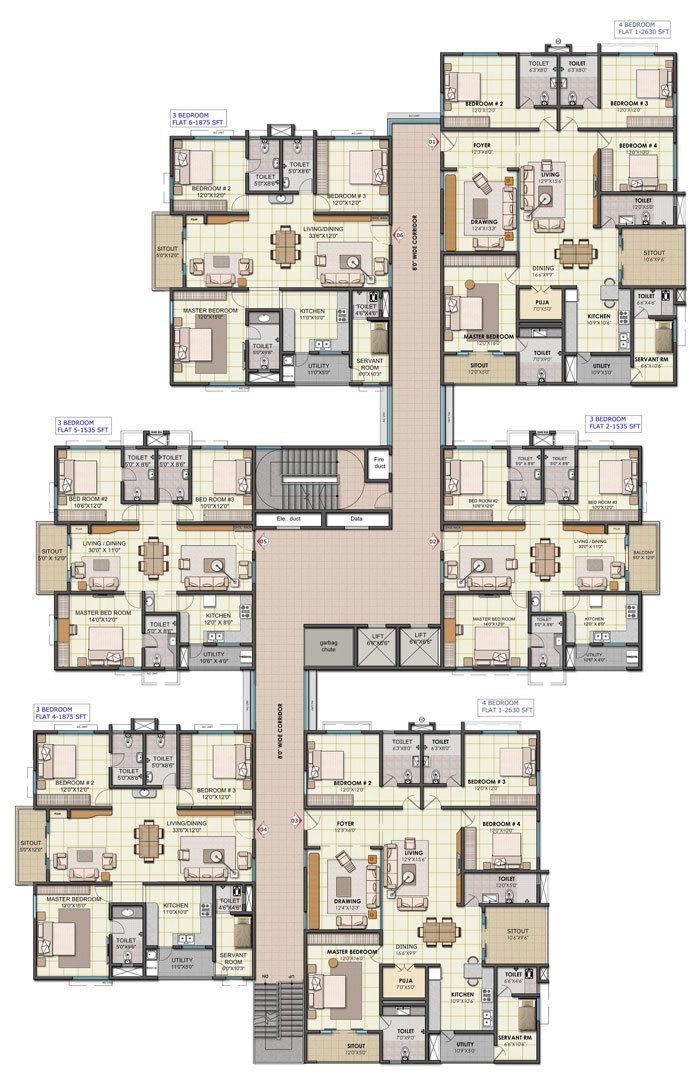 4 BEDROOM
FLAT 1-2630 SFT
TOILET
6'3"X8'0"
TOILET
6'3"X8'0"
BEDROOM # 2
12'0"X12'0"
BEDROOM # 3
12'0"X12'0"
01
FOYER
12'3"X6'0"
LIVING
12'9"X15'6"
BEDROOM # 4
12'0"X10'0"
DRAWING
12'4"X13'3"
TOILET
12'0"X5'0"
SITOUT
10'6"X9'6"
DINING
16'6"X9'9"
MASTER BEDROOM
12'0"X16'0"
PUJA
7'0"X5'0"
KITCHEN
10'9"X10'6"
TOILET
6'6"X4'6"
SITOUT
12'0"X5'0"
TOILET
7'0"X9'0"
UTILITY
10'9"X5'0"
SERVANT RM
6'6"X10'6"
3 BEDROOM
FLAT 6-1875 SFT
TOILET
5'0"X8'6"
TOILET
5'0"X8'6"
BEDROOM # 2
12'0"X12'0"
BEDROOM # 3
12'0"X12'0"
PUJA
SITOUT
5'0"X12'0"
LIVING/DINING
33'6"X12'0"
06
8'0" WIDE CORRIDOR
MASTER BEDROOM
12'0"X15'0"
KITCHEN
11'0"X10'0"
TOILET
4'6"X4'6"
TOILET
5'0"X9'6"
UTILITY
11'0"X5'0"
SERVANT
ROOM
6'0"X10'3"
3 BEDROOM
FLAT 5-1535 SFT
TOILET
5'0" X 8'6"
TOILET
5'0" X 8'6"
BED ROOM #2
10'6"X12'0"
BED ROOM #3
10'0"X12'0"
SITOUT
5'0" X 12'0"
LIVING / DINING
30'0" X 11'0"
05
MASTER BED ROOM
14'0"X12'0"
TOILET
5'0" X 8'6"
KITCHEN
12'0" X 8'0"
UTILITY
10'6" X 4'0"
Fire
duct
Ele.. duct
Data
garbag
chute
LIFT
6'6"X6'6"
LIFT
6'6"X6'6"
3 BEDROOM
FLAT 2-1535 SFT
TOILET
5'0" X 8'6"
TOILET
5'0" X 8'6"
BED ROOM #2
10'6"X12'0"
BED ROOM #3
10'0"X12'0"
PUJA
02
LIVING / DINING
30'0" X 11'0"
BALCONY
6'0" X 12'0"
MASTER BED ROOM
14'0"X12'0"
TOILET
5'0" X 8'6"
KITCHEN
12'0" X 8'0"
UTILITY
10'6" X 4'0"
3 BEDROOM
FLAT 4-1875 SFT
TOILET
5'0"X8'6"
TOILET
5'0"X8'6"
BEDROOM # 2
12'0"X12'0"
BEDROOM # 3
12'0"X12'0"
PUJA
SITOUT
5'0"X12'0"
LIVING/DINING
33'6"X12'0"
04
MASTER BEDROOM
12'0"X15'0"
KITCHEN
11'0"X10'0"
TOILET
4'6"X4'6"
TOILET
5'0"X9'6"
UTILITY
11'0"X5'0"
SERVANT
ROOM
6'0"X10'3"
8'0" WIDE CORRIDOR
DN
UP
4 BEDROOM
FLAT 1-2630 SFT
TOILET
6'3"X8'0"
TOILET
6'3"X8'0"
BEDROOM # 2
12'0"X12'0"
BEDROOM # 3
12'0"X12'0"
03
FOYER
12'3"X6'0"
LIVING
12'9"X15'6"
BEDROOM # 4
12'0"X10'0"
DRAWING
12'4"X13'3"
TOILET
12'0"X5'0"
SITOUT
10'6"X9'6"
MASTER BEDROOM
12'0"X16'0"
DINING
16'6"X9'9"
PUJA
7'0"X5'0"
KITCHEN
10'9"X10'6"
TOILET
6'6"X4'6"
SITOUT
12'0"X5'0"
TOILET
7'0"X9'0"
UTILITY
10'9"X5'0"
SERVANT RM
6'6"X10'6"